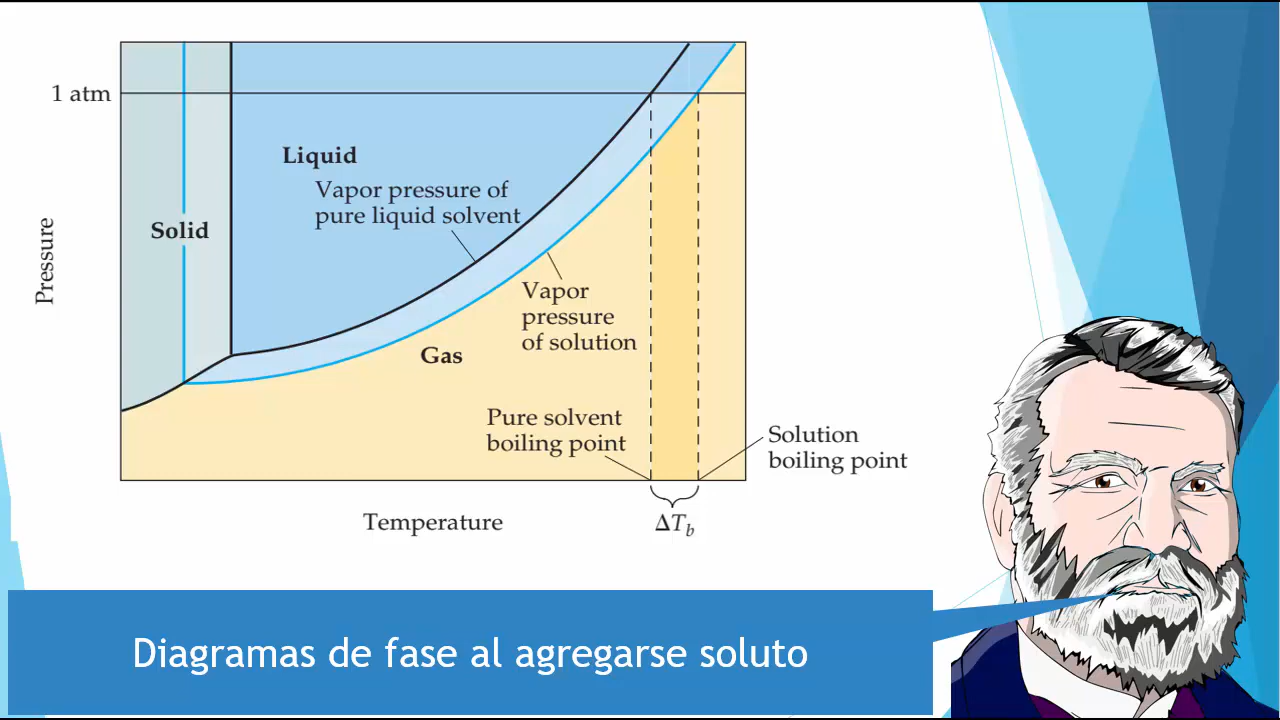 1 atm
Liquid
Vapor pressure of
pure liquid solvent
Solid
Pressure
Vapor
pressure
of solution
Gas
Pure solvent
boiling point
Solution
boiling point
Temperature
ΔTb
Diagramas de fase al agregarse soluto